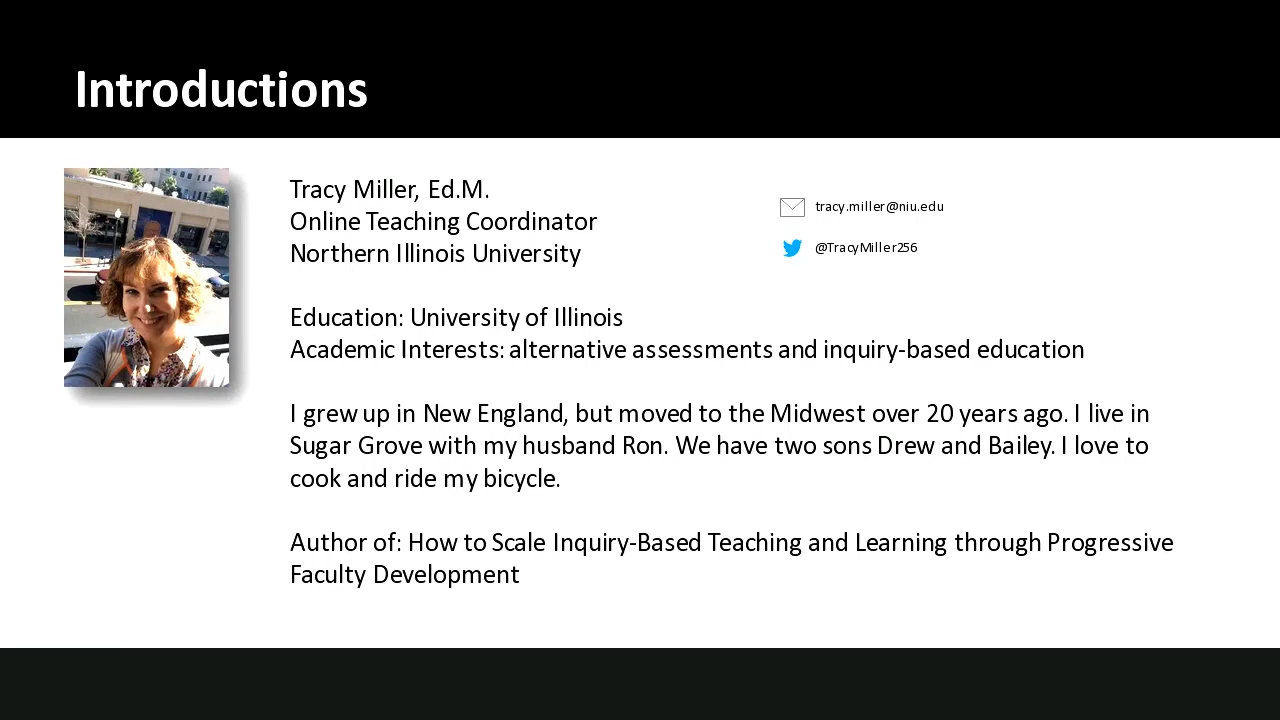 Introductions
Tracy Miller, Ed.M.
Online Teaching Coordinator
Northern Illinois University
tracy.miller@niu.edu
@TracyMiller256
Education: University of Illinois
Academic Interests: alternative assessments and inquiry-based education
I grew up in New England, but moved to the Midwest over 20 years ago. I live in
Sugar Grove with my husband Ron. We have two sons Drew and Bailey. I love to
cook and ride my bicycle.
Author of: How to Scale Inquiry-Based Teaching and Learning through Progressive
Faculty Development